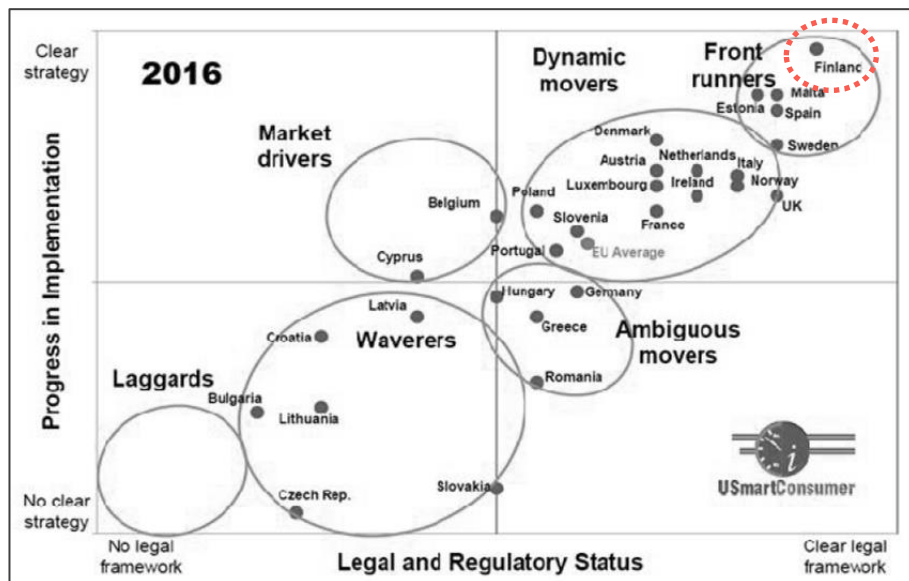 Clear
strategy
2016
Dynamic
movers
Front
runners
Finland
Estonia
Malta
Spain
Sweden
Market
drivers
Denmark
Austria
Netherlands
Italy
Luxembourg
Ireland
Norway
UK
Belgium
Poland
Slovenia
France
Portugal
EU Average
Cyprus
Progress in Implementation
Hungary
Germany
Latvia
Greece
Croatia
Waverers
Ambiguous
movers
Laggards
Romania
Bulgaria
Lithuania
Slovakia
Czech Rep.
i
USmartConsumer
No clear
strategy
No legal
framework
Legal and Regulatory Status
Clear legal
framework